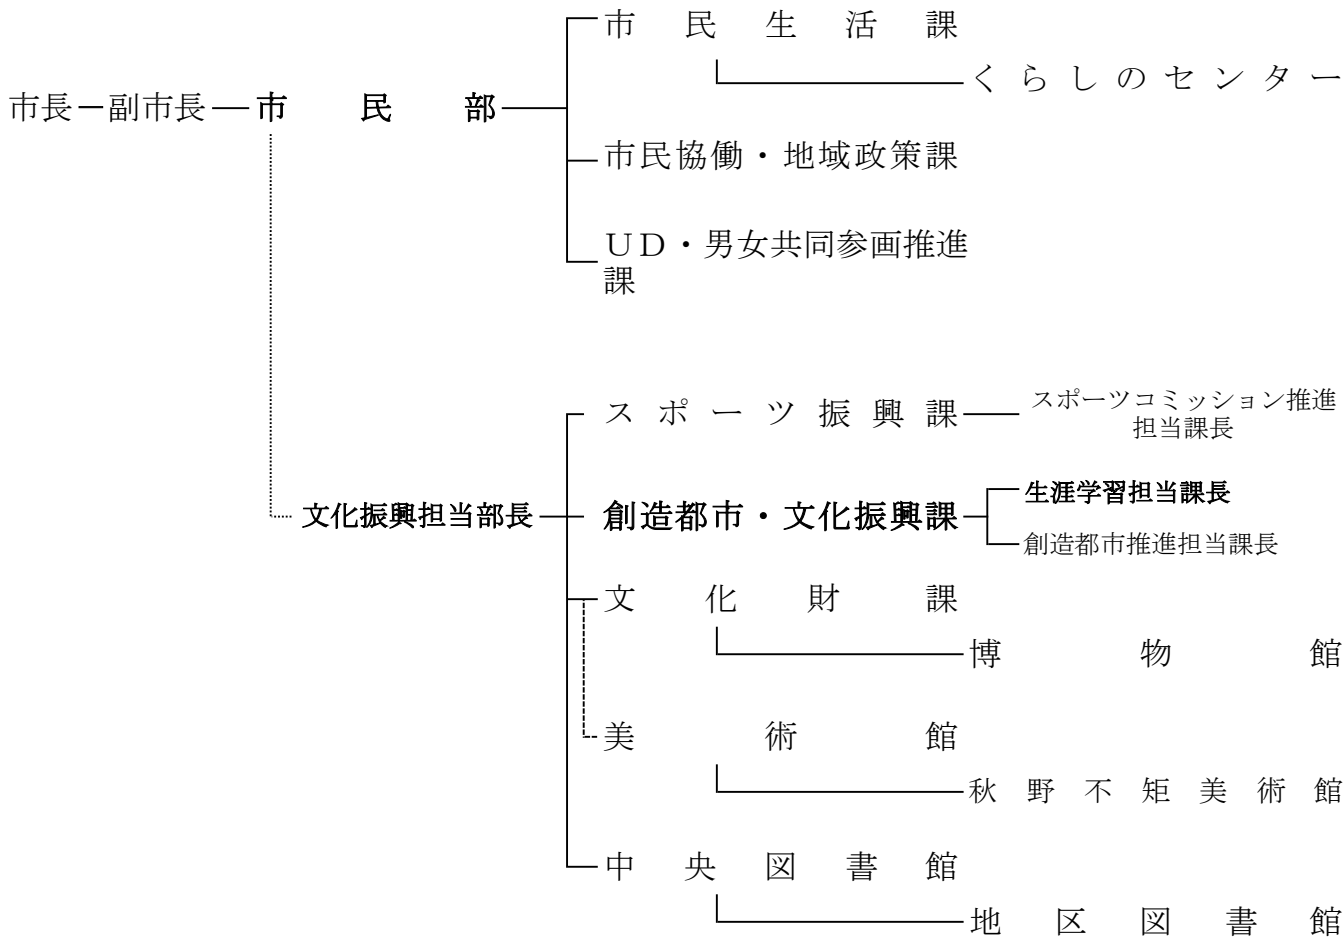 市民生活課
くらしのセンター
市長－副市長－市民部
市民協働・地域政策課
ＵＤ・男女共同参画推進
課
スポーツ振興課
スポーツコミッション推進
担当課長
文化振興担当部長
創造都市・文化振興課
生涯学習担当課長
創造都市推進担当課長
文化財課
博物館
美術館
秋野不矩美術館
中央図書館
地区図書館